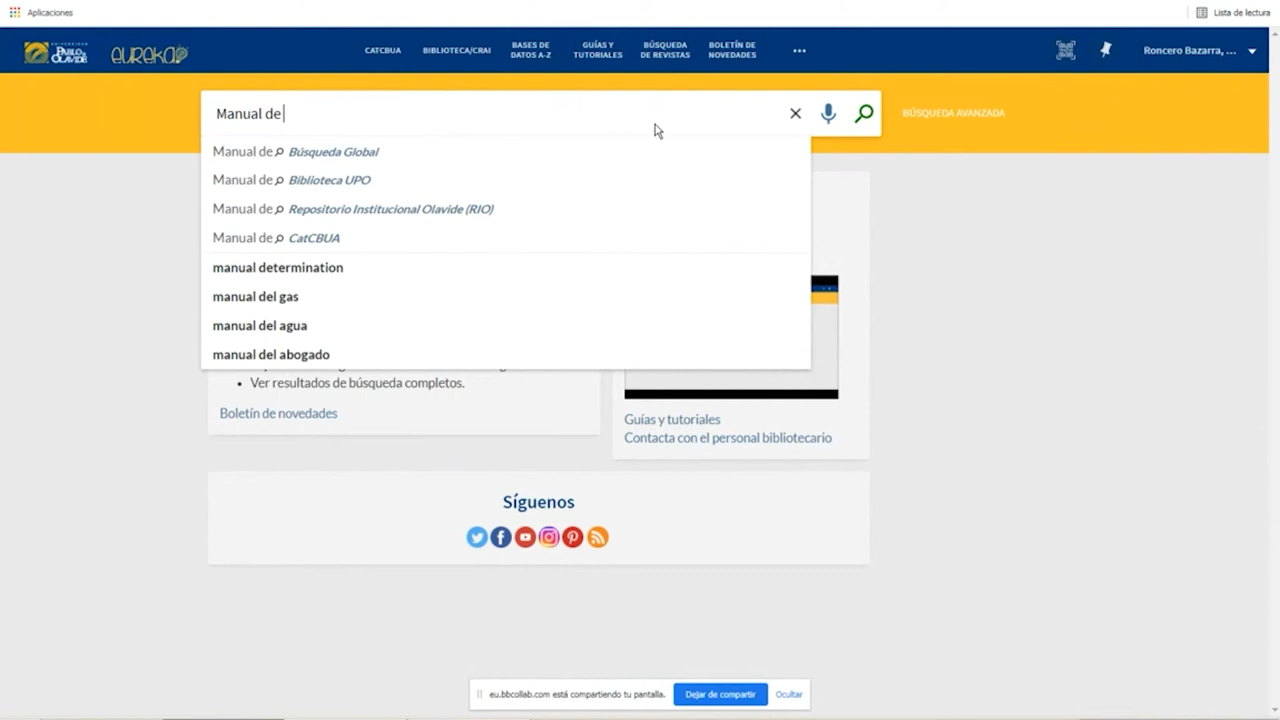 Aplicaciones
Lista de lectura
UNIVERSIDAD
PABLO
OLAVIDE
eureka
CATCBUA
BIBLIOTECA/CRAI
BASES DE
DATOS A-Z
GUÍAS Y
TUTORIALES
BÚSQUEDA
DE REVISTAS
BOLETÍN DE
NOVEDADES
Roncero Bazarra, ...
Manual de
BÚSQUEDA AVANZADA
Manual de Búsqueda Global
Manual de Biblioteca UPO
Manual de Repositorio Institucional Olavide (RIO)
Manual de CatCBUA
manual determination
manual del gas
manual del agua
manual del abogado
Ver resultados de búsqueda completos.
Boletín de novedades
Guías y tutoriales
Contacta con el personal bibliotecario
Síguenos
eu.bbcollab.com está compartiendo tu pantalla.
Dejar de compartir
Ocultar